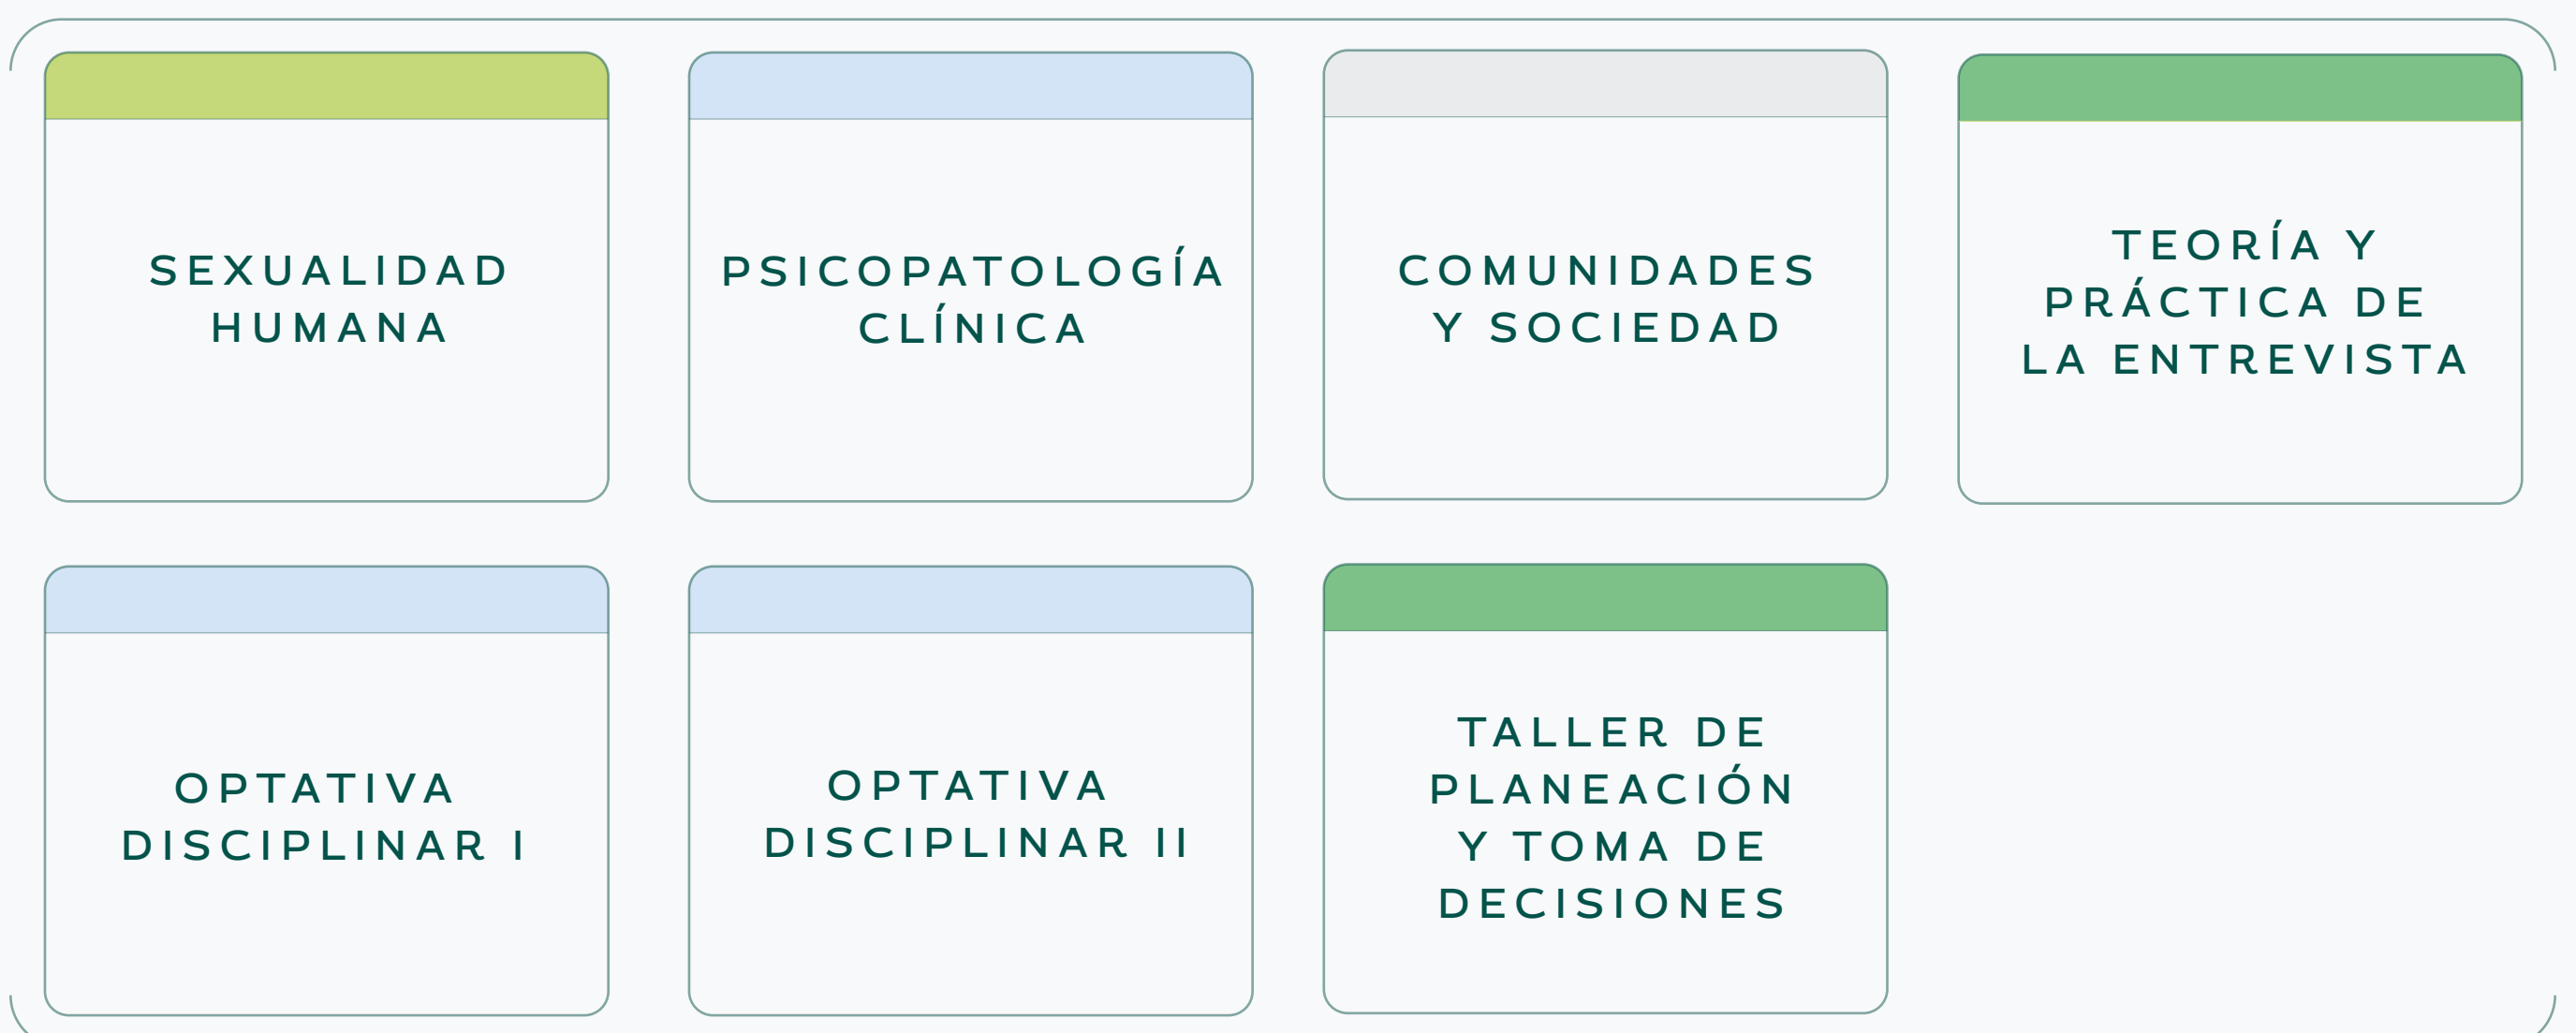 SEXUALIDAD
HUMANA
PSICOPATOLOGÍA
CLÍNICA
COMUNIDADES
Y SOCIEDAD
TEORÍA Y
PRÁCTICA DE
LA ENTREVISTA
OPTATIVA
DISCIPLINAR I
OPTATIVA
DISCIPLINAR II
TALLER DE
PLANEACIÓN
Y TOMA DE
DECISIONES